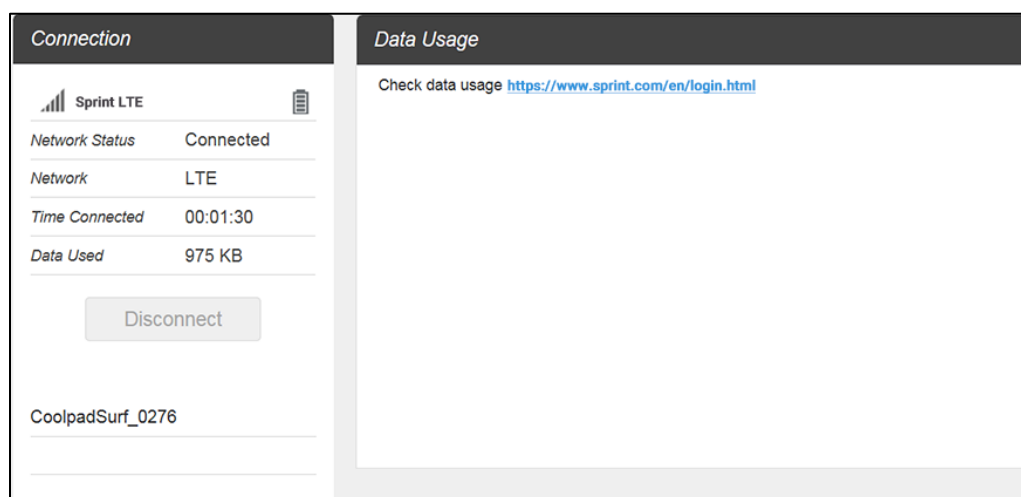 Connection
Sprint LTE
Network Status Connected
Network LTE
Time Connected 00:01:30
Data Used 975 KB
Disconnect
CoolpadSurf_0276
Data Usage
Check data usage https://www.sprint.com/en/login.html